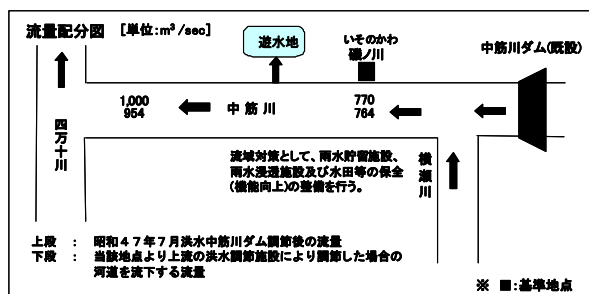 流量配分図 [単位:m³/sec]
遊水地
いそのかわ
磯ノ川
中筋川ダム(既設)
1,000
954
中筋川
770
764
四万十川
横瀬川
流域対策として、雨水貯留施設、
雨水浸透施設及び水田等の保全
(機能向上)の整備を行う。
上段 : 昭和47年7月洪水中筋川ダム調節後の流量
下段 : 当該地点より上流の洪水調節施設により調節した場合の
河道を流下する流量
※ ■:基準地点